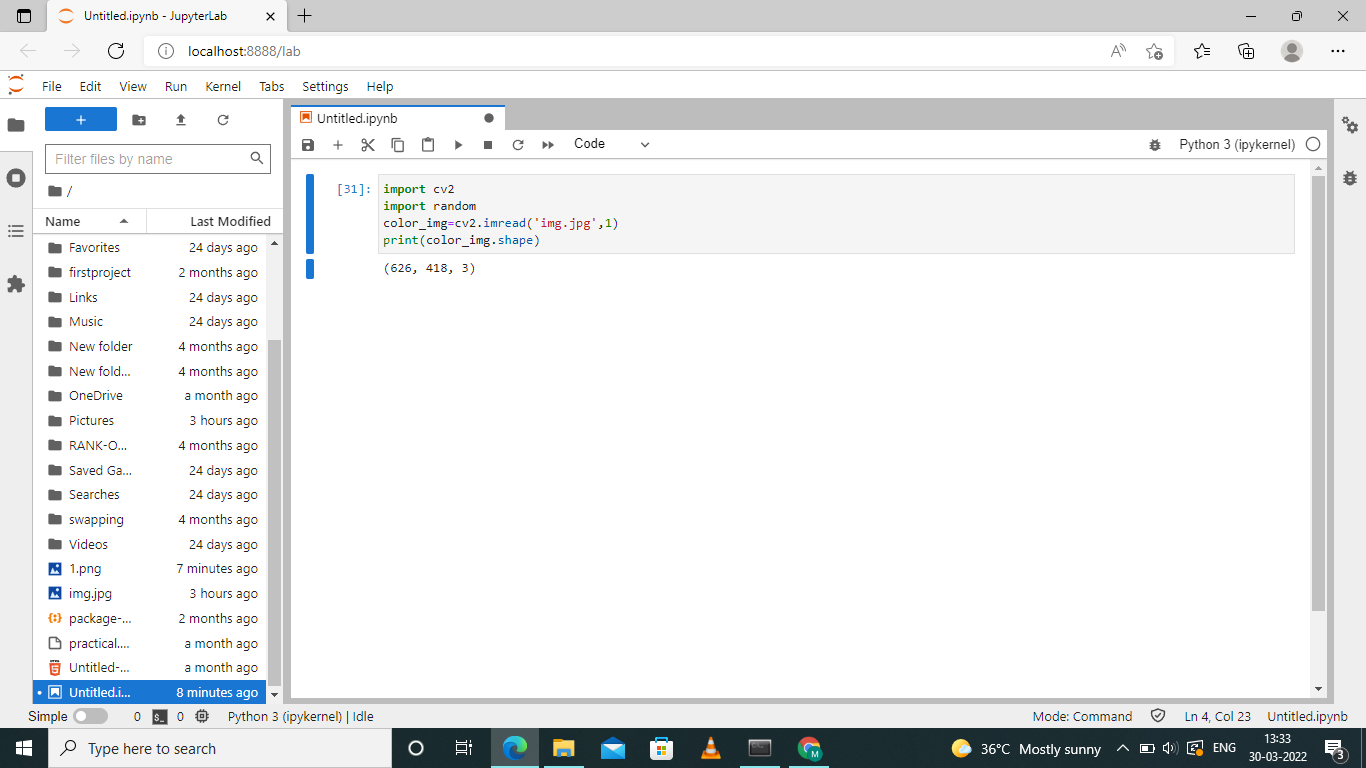 Untitled.ipynb - JupyterLab
localhost:8888/lab
File Edit View Run Kernel Tabs Settings Help
Filter files by name
/
Name Last Modified
Favorites 24 days ago
firstproject 2 months ago
Links 24 days ago
Music 24 days ago
New folder 4 months ago
New fold... 4 months ago
OneDrive a month ago
Pictures 3 hours ago
RANK-O... 4 months ago
Saved Ga... 24 days ago
Searches 24 days ago
swapping 4 months ago
Videos 24 days ago
1.png 7 minutes ago
img.jpg 3 hours ago
package-... 2 months ago
practical.... a month ago
Untitled-... a month ago
Untitled.i... 8 minutes ago
Untitled.ipynb
Code
Python 3 (ipykernel)
[31]: import cv2
import random
color_img=cv2.imread('img.jpg',1)
print(color_img.shape)
(626, 418, 3)
Simple 0 0 Python 3 (ipykernel) | Idle
Mode: Command Ln 4, Col 23 Untitled.ipynb
Type here to search
36°C Mostly sunny
ENG
13:33
30-03-2022
3